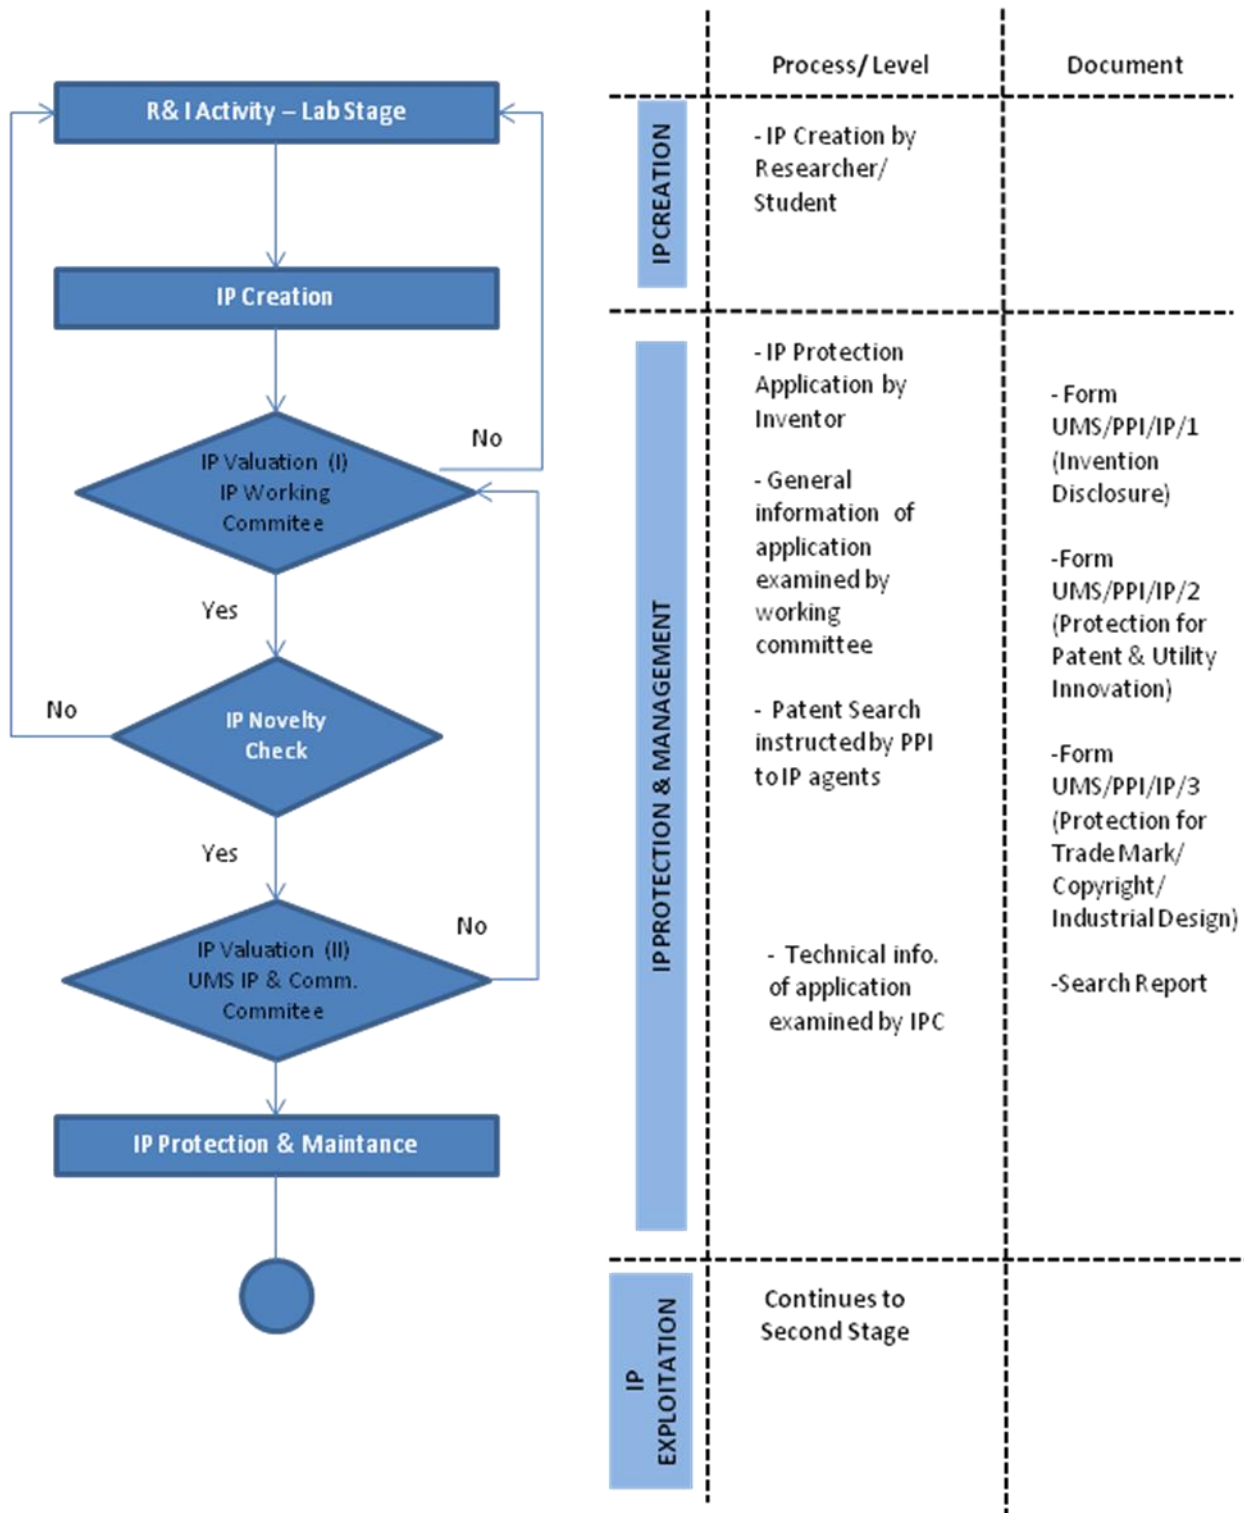 R& I Activity – Lab Stage
IP Creation
IP Valuation (I)
IP Working
Commitee
No
Yes
IP Novelty
Check
No
Yes
IP Valuation (II)
UMS IP & Comm.
Commitee
No
IP Protection & Maintance
Process/ Level
Document
IP CREATION
- IP Creation by
Researcher/
Student
IP PROTECTION & MANAGEMENT
- IP Protection
Application by
Inventor
- General
information of
application
examined by
working
committee
- Patent Search
instructed by PPI
to IP agents
- Technical info.
of application
examined by IPC
- Form
UMS/PPI/IP/1
(Invention
Disclosure)
-Form
UMS/PPI/IP/2
(Protection for
Patent & Utility
Innovation)
-Form
UMS/PPI/IP/3
(Protection for
Trade Mark/
Copyright/
Industrial Design)
-Search Report
IP
EXPLOITATION
Continues to
Second Stage